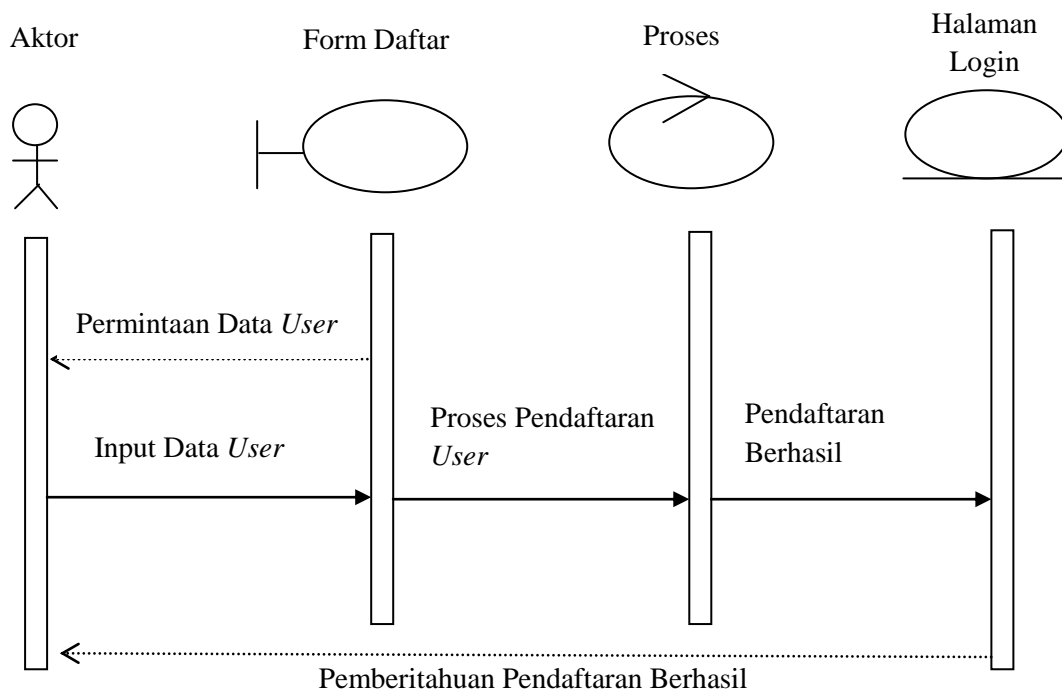 Aktor
Form Daftar
Proses
Halaman
Login
Permintaan Data User
Input Data User
Proses Pendaftaran
User
Pendaftaran
Berhasil
Pemberitahuan Pendaftaran Berhasil